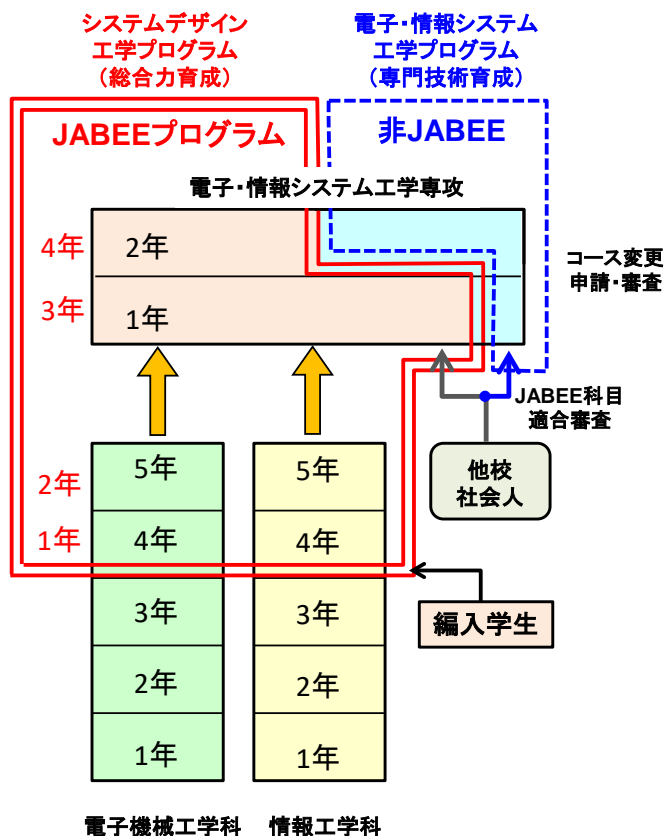 システムデザイン
工学プログラム
（総合力育成）
電子・情報システム
工学プログラム
（専門技術育成）
JABEEプログラム
非JABEE
電子・情報システム工学専攻
4年
2年
3年
1年
コース変更
申請・審査
JABEE科目
適合審査
他校
社会人
2年
5年
5年
1年
4年
4年
3年
3年
編入学生
2年
2年
1年
1年
電子機械工学科
情報工学科